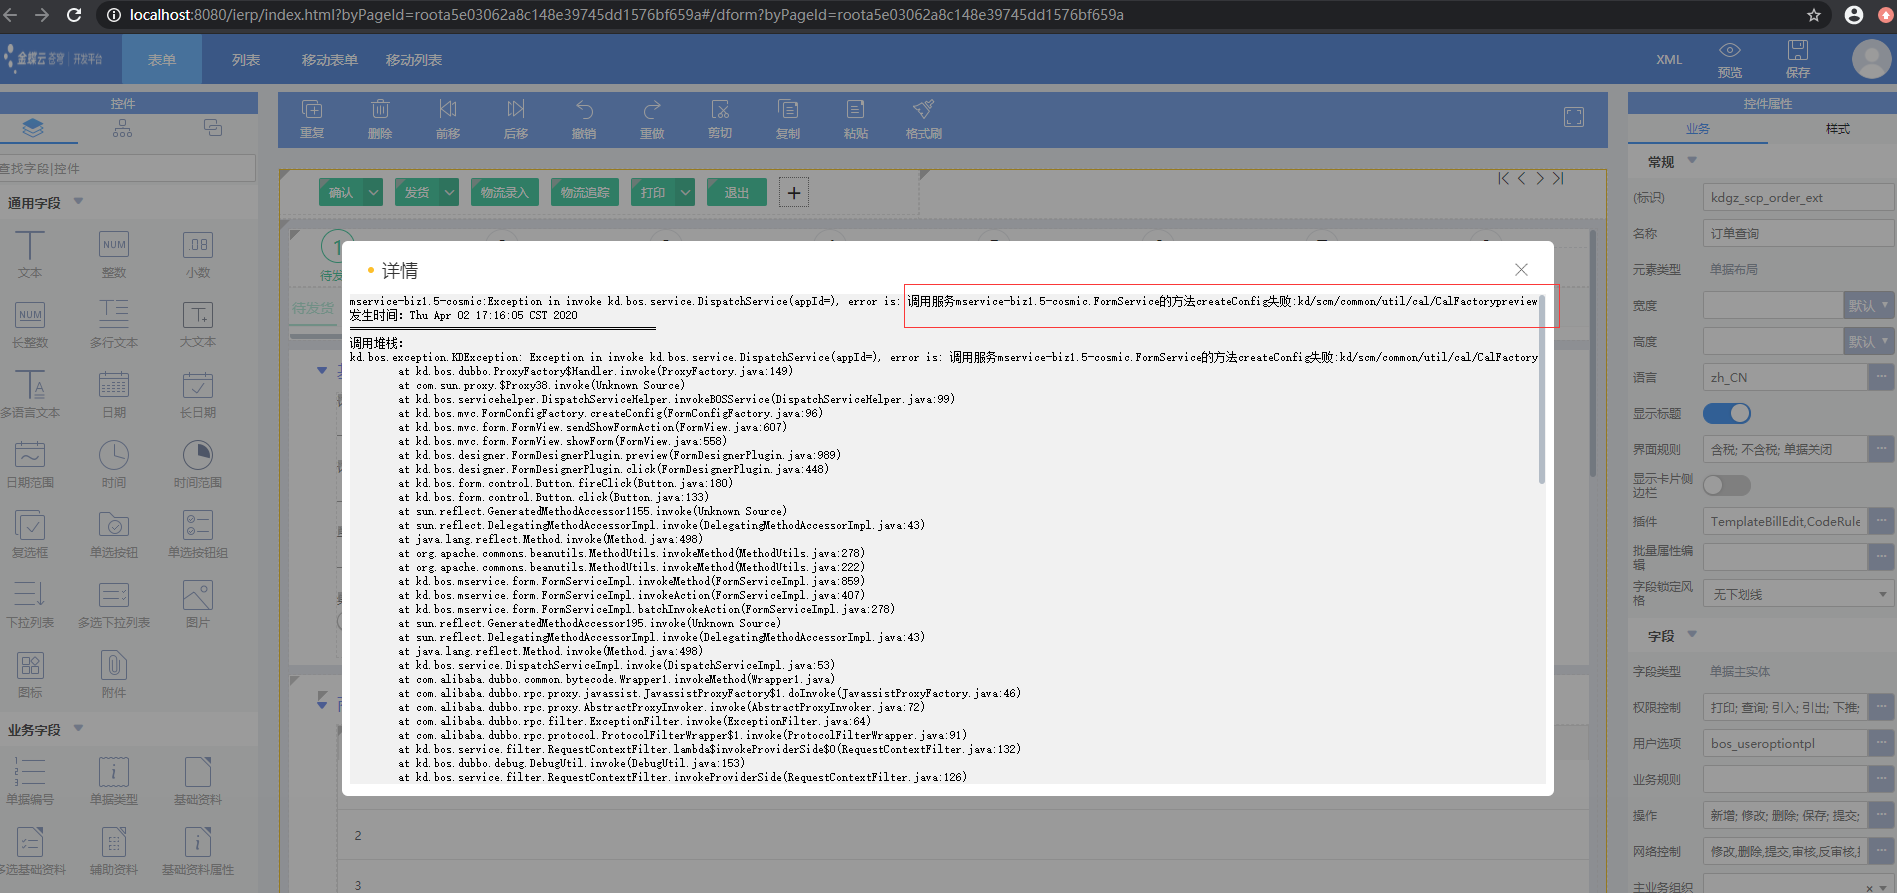 localhost:8080/ierp/index.html?byPageId=roota5e03062a8c148e39745dd1576bf659a#/dform?byPageId=roota5e03062a8c148e39745dd1576bf659a
金蝶云 苍穹 | 开发平台
表单
列表
移动表单
移动列表
XML
预览
保存
控件
重复
删除
前移
后移
撤销
重做
剪切
复制
粘贴
格式刷
控件属性
业务
样式
查找字段|控件
确认
发货
物流录入
物流追踪
打印
退出
通用字段
文本
NUM
整数
小数
NUM
长整数
多行文本
大文本
多语言文本
日期
长日期
日期范围
时间
时间范围
复选框
单选按钮
单选按钮组
下拉列表
多选下拉列表
图片
图标
附件
业务字段
单据编号
单据类型
基础资料
多选基础资料
辅助资料
基础资料属性
1
待发货
详情
mservice-biz1.5-cosmic:Exception in invoke kd.bos.service.DispatchService(appId=), error is: 调用服务mservice-biz1.5-cosmic.FormService的方法createConfig失败:kd/scm/common/util/cal/CalFactorypreview
发生时间: Thu Apr 02 17:16:05 CST 2020
调用堆栈:
kd.bos.exception.KDException: Exception in invoke kd.bos.service.DispatchService(appId=), error is: 调用服务mservice-biz1.5-cosmic.FormService的方法createConfig失败:kd/scm/common/util/cal/CalFactory
at kd.bos.dubbo.ProxyFactory$Handler.invoke(ProxyFactory.java:149)
at com.sun.proxy.$Proxy38.invoke(Unknown Source)
at kd.bos.servicehelper.DispatchServiceHelper.invokeBOSService(DispatchServiceHelper.java:99)
at kd.bos.mvc.FormConfigFactory.createConfig(FormConfigFactory.java:96)
at kd.bos.mvc.form.FormView.sendShowFormAction(FormView.java:607)
at kd.bos.mvc.form.FormView.showForm(FormView.java:558)
at kd.bos.designer.FormDesignerPlugin.preview(FormDesignerPlugin.java:989)
at kd.bos.designer.FormDesignerPlugin.click(FormDesignerPlugin.java:448)
at kd.bos.form.control.Button.fireClick(Button.java:180)
at kd.bos.form.control.Button.click(Button.java:133)
at sun.reflect.GeneratedMethodAccessor1155.invoke(Unknown Source)
at sun.reflect.DelegatingMethodAccessorImpl.invoke(DelegatingMethodAccessorImpl.java:43)
at java.lang.reflect.Method.invoke(Method.java:498)
at org.apache.commons.beanutils.MethodUtils.invokeMethod(MethodUtils.java:278)
at org.apache.commons.beanutils.MethodUtils.invokeMethod(MethodUtils.java:222)
at kd.bos.mservice.form.FormServiceImpl.invokeMethod(FormServiceImpl.java:859)
at kd.bos.mservice.form.FormServiceImpl.invokeAction(FormServiceImpl.java:407)
at kd.bos.mservice.form.FormServiceImpl.batchInvokeAction(FormServiceImpl.java:278)
at sun.reflect.GeneratedMethodAccessor195.invoke(Unknown Source)
at sun.reflect.DelegatingMethodAccessorImpl.invoke(DelegatingMethodAccessorImpl.java:43)
at java.lang.reflect.Method.invoke(Method.java:498)
at kd.bos.service.DispatchServiceImpl.invoke(DispatchServiceImpl.java:53)
at com.alibaba.dubbo.common.bytecode.Wrapper1.invokeMethod(Wrapper1.java)
at com.alibaba.dubbo.rpc.proxy.javassist.JavassistProxyFactory$1.doInvoke(JavassistProxyFactory.java:46)
at com.alibaba.dubbo.rpc.proxy.AbstractProxyInvoker.invoke(AbstractProxyInvoker.java:72)
at com.alibaba.dubbo.rpc.filter.ExceptionFilter.invoke(ExceptionFilter.java:64)
at com.alibaba.dubbo.rpc.protocol.ProtocolFilterWrapper$1.invoke(ProtocolFilterWrapper.java:91)
at kd.bos.service.filter.RequestContextFilter.lambda$invokeProviderSide$0(RequestContextFilter.java:132)
at kd.bos.dubbo.debug.DebugUtil.invoke(DebugUtil.java:153)
at kd.bos.service.filter.RequestContextFilter.invokeProviderSide(RequestContextFilter.java:126)
2
3
常规
(标识)
kdgz_scp_order_ext
名称
订单查询
元素类型
单据布局
宽度
默认
高度
默认
语言
zh_CN
显示标题
界面规则
含税; 不含税; 单据关闭
显示卡片侧
边栏
插件
TemplateBillEdit,CodeRule
批量属性编
辑
字段锁定风
格
无下划线
字段
字段类型
单据主实体
权限控制
打印; 查询; 引入; 引出; 下推;
用户选项
bos_useroptiontpl
业务规则
操作
新增; 修改; 删除; 保存; 提交;
网络控制
修改,删除,提交,审核,反审核,
主业务组织